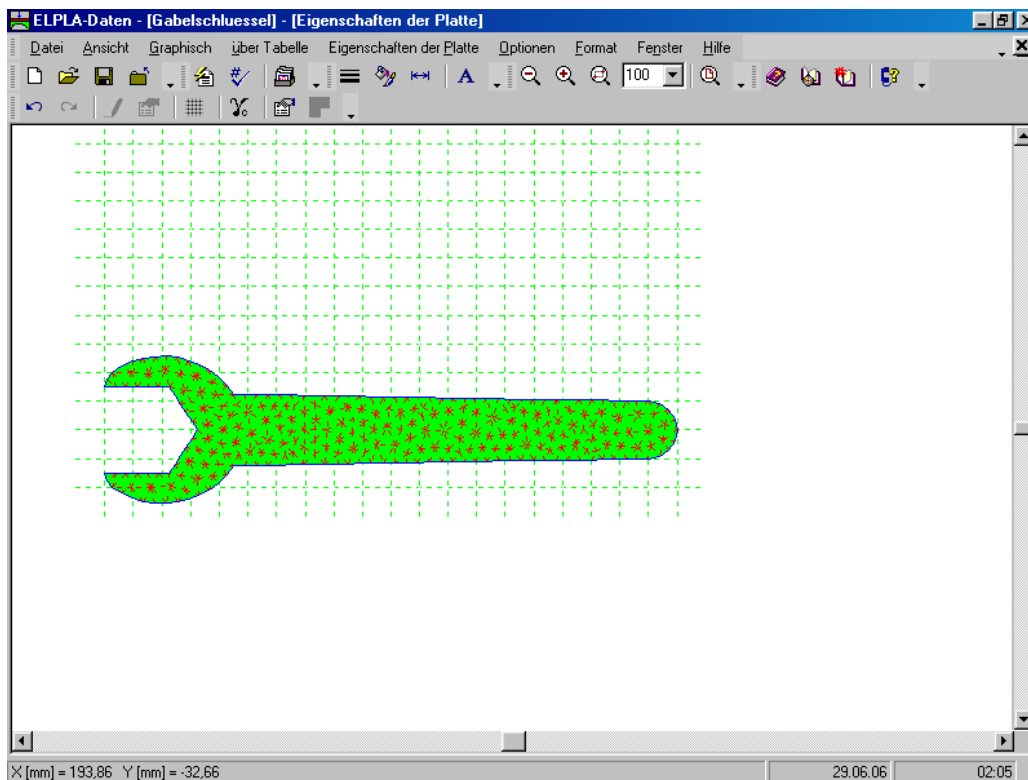 ELPLA-Daten - [Gabelschluessel] - [Eigenschaften der Platte]
Datei Ansicht Graphisch über Tabelle Eigenschaften der Platte Optionen Format Fenster Hilfe
A 100
X [mm] = 193,86 Y [mm] = -32,66 29.06.06 02:05